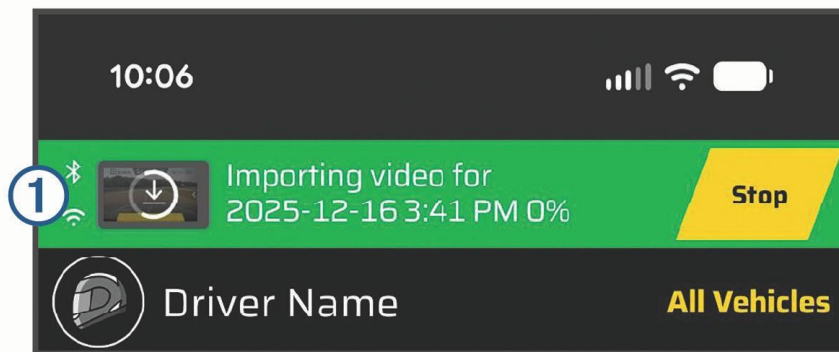 10:06
1
Importing video for
2025-12-16 3:41 PM 0%
Stop
Driver Name
All Vehicles